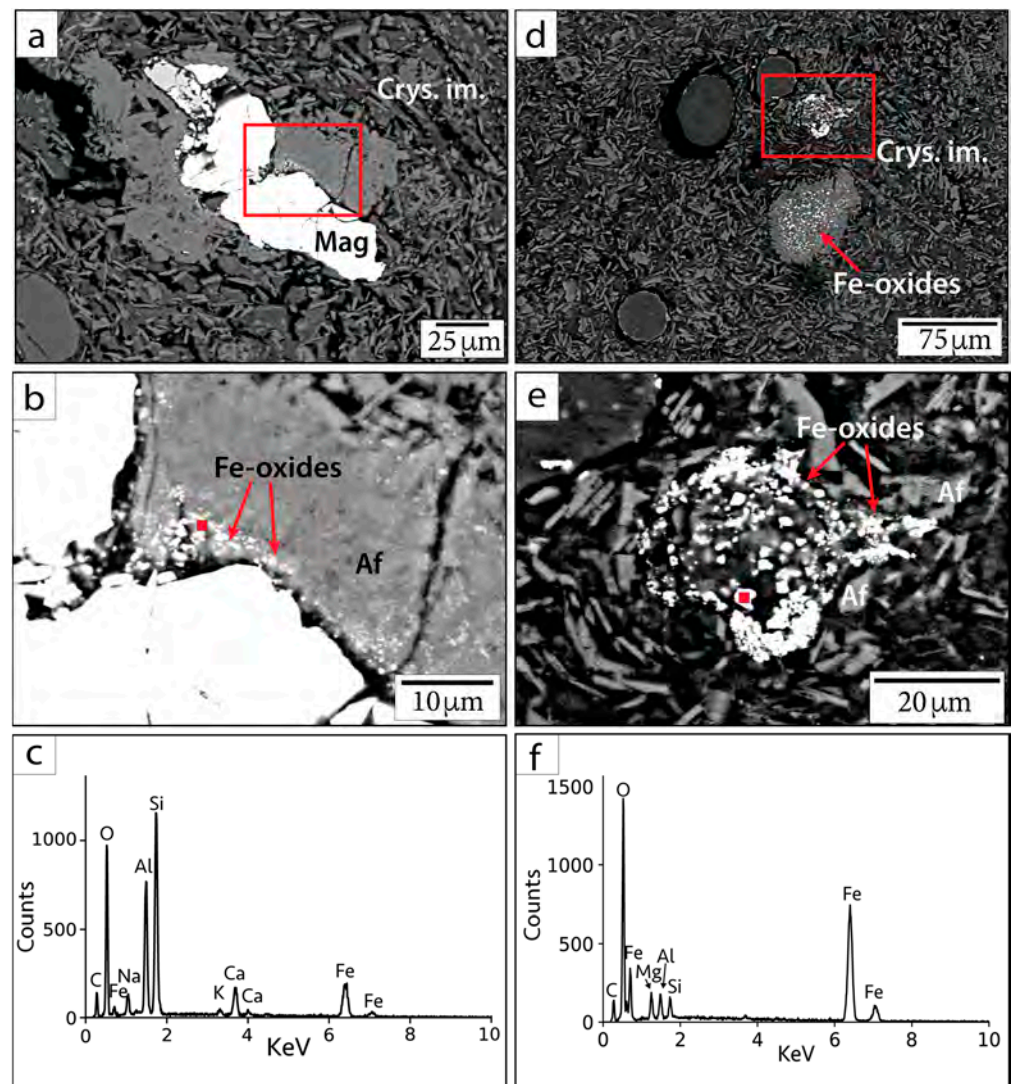 a
Crys. im.
Mag
25 μm
d
Crys. im.
Fe-oxides
75 μm
b
Fe-oxides
Af
10 μm
e
Fe-oxides
Af
Af
20 μm
c
Counts
1000
500
0
C
O
Fe
Na
Al
Si
K
Ca
Ca
Fe
Fe
0 2 4 6 8 10
KeV
f
Counts
1500
1000
500
0
C
O
Fe
Mg
Al
Si
Fe
Fe
0 2 4 6 8 10
KeV